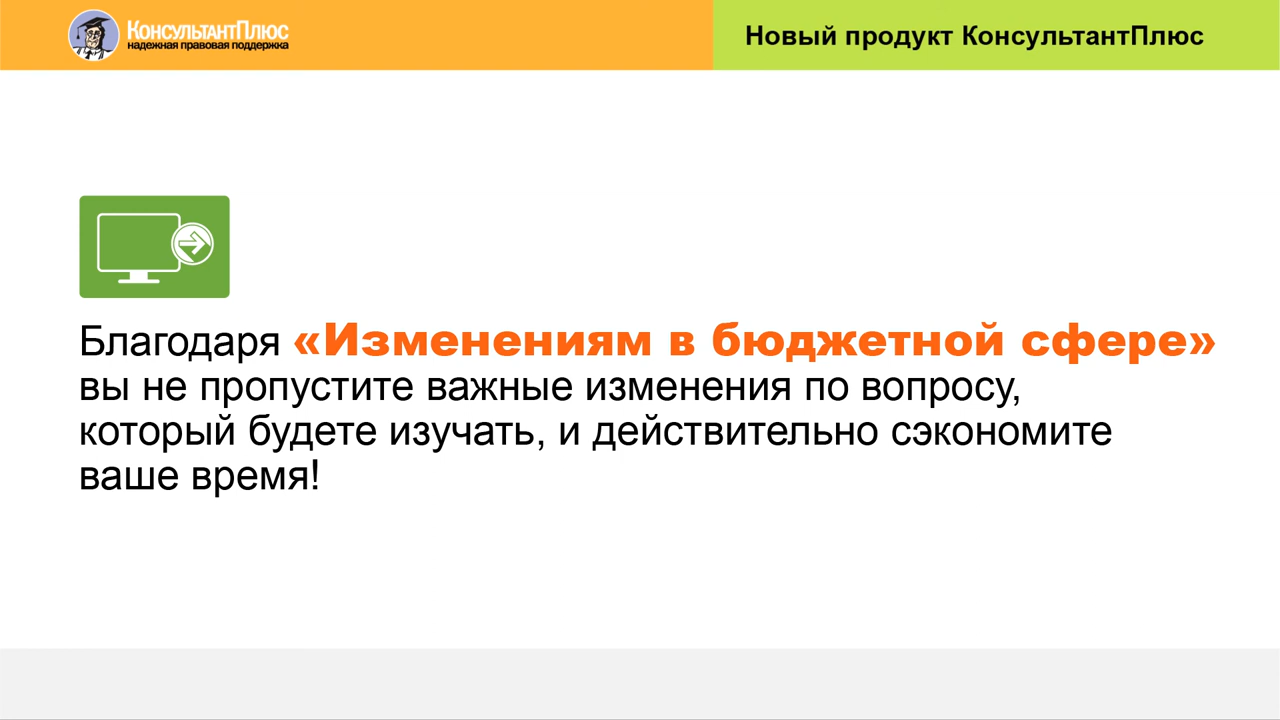 КонсультантПлюс
надежная правовая поддержка
Новый продукт КонсультантПлюс
Благодаря «Изменениям в бюджетной сфере»
вы не пропустите важные изменения по вопросу,
который будете изучать, и действительно сэкономите
ваше время!